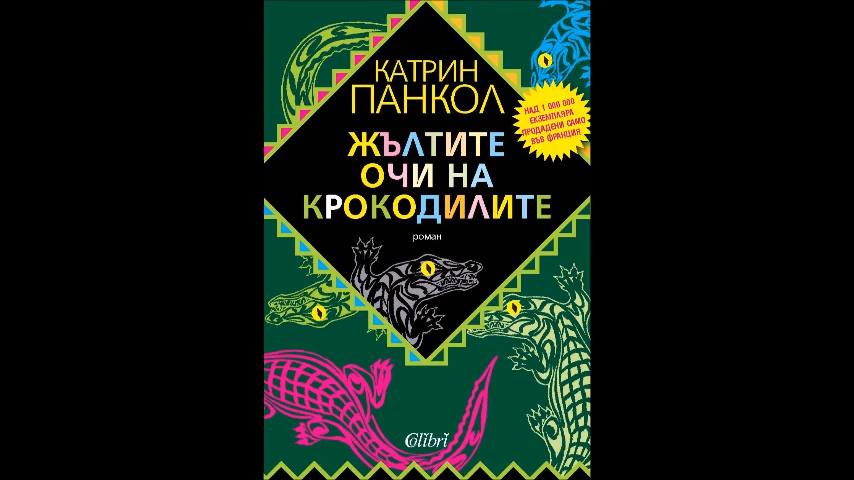 КАТРИН
ПАНКОЛ
НАД 1 000 000
ЕКЗЕМПЛЯРА
ПРОДАДЕНИ САМО
ВЪВ ФРАНЦИЯ
ЖЪЛТИТЕ
ОЧИ НА
КРОКОДИЛИТЕ
роман
Colibri